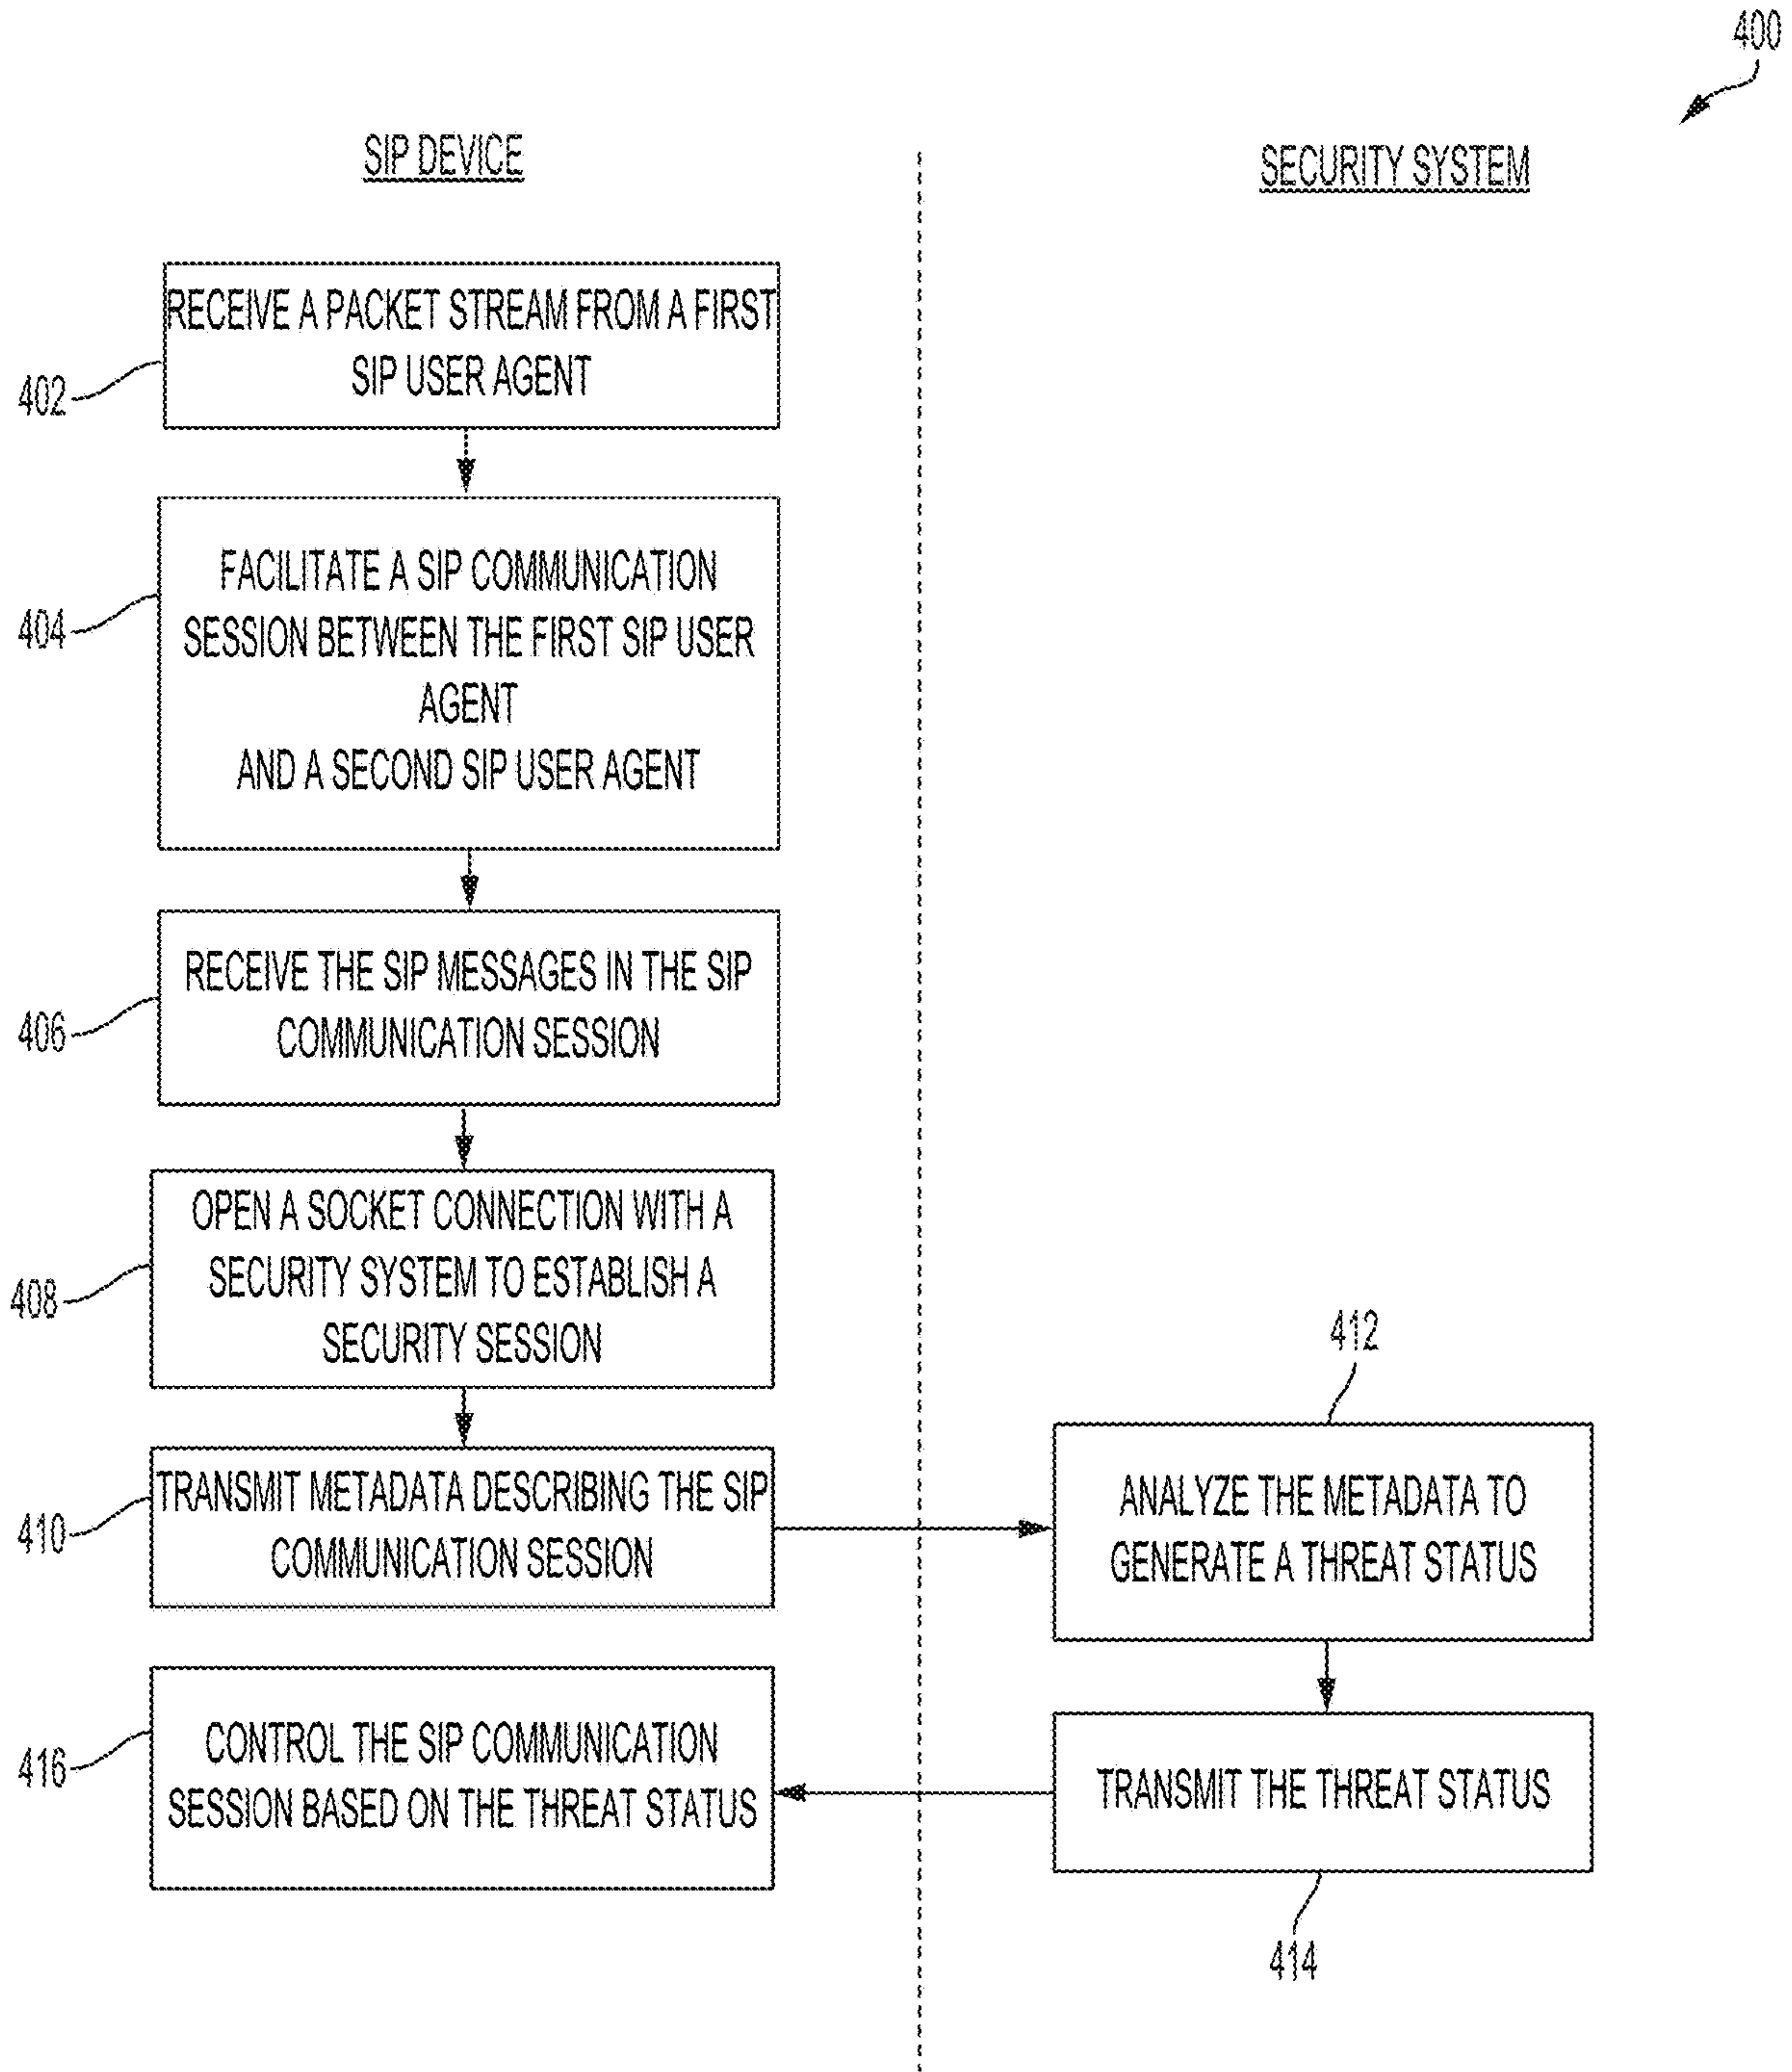 400
SIP DEVICE
SECURITY SYSTEM
RECEIVE A PACKET STREAM FROM A FIRST
SIP USER AGENT
402
FACILITATE A SIP COMMUNICATION
SESSION BETWEEN THE FIRST SIP USER
AGENT
AND A SECOND SIP USER AGENT
404
RECEIVE THE SIP MESSAGES IN THE SIP
COMMUNICATION SESSION
406
OPEN A SOCKET CONNECTION WITH A
SECURITY SYSTEM TO ESTABLISH A
SECURITY SESSION
408
TRANSMIT METADATA DESCRIBING THE SIP
COMMUNICATION SESSION
410
412
ANALYZE THE METADATA TO
GENERATE A THREAT STATUS
TRANSMIT THE THREAT STATUS
414
CONTROL THE SIP COMMUNICATION
SESSION BASED ON THE THREAT STATUS
416